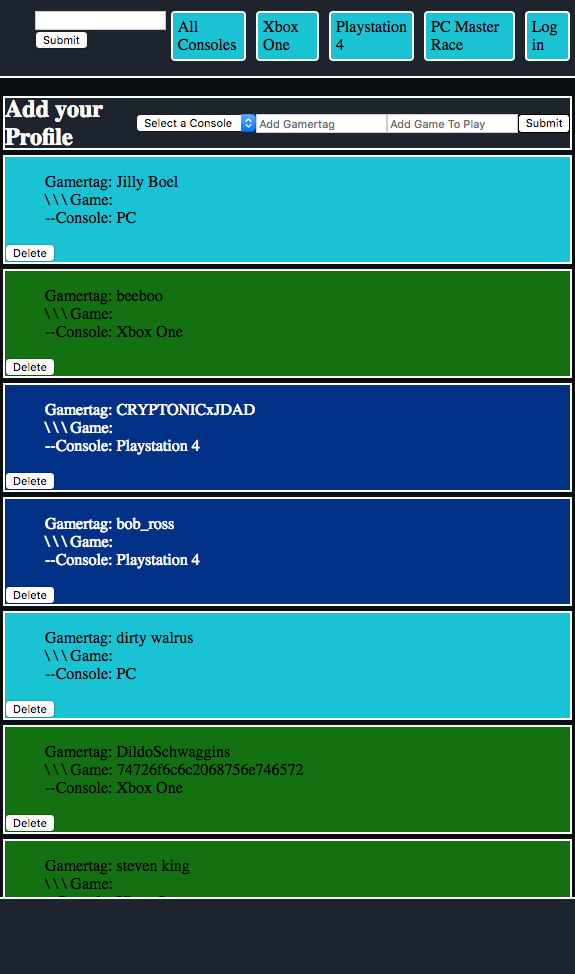 Submit
All Consoles
Xbox One
Playstation 4
PC Master Race
Log in
Add your Profile
Select a Console
Add Gamertag
Add Game To Play
Submit
Gamertag: Jilly Boel
\ \ \ Game:
--Console: PC
Delete
Gamertag: beeboo
\ \ \ Game:
--Console: Xbox One
Delete
Gamertag: CRYPTONICxJDAD
\ \ \ Game:
--Console: Playstation 4
Delete
Gamertag: bob_ross
\ \ \ Game:
--Console: Playstation 4
Delete
Gamertag: dirty walrus
\ \ \ Game:
--Console: PC
Delete
Gamertag: DildoSchwaggins
\ \ \ Game: 74726f6c6c2068756e746572
--Console: Xbox One
Delete
Gamertag: steven king
\ \ \ Game: